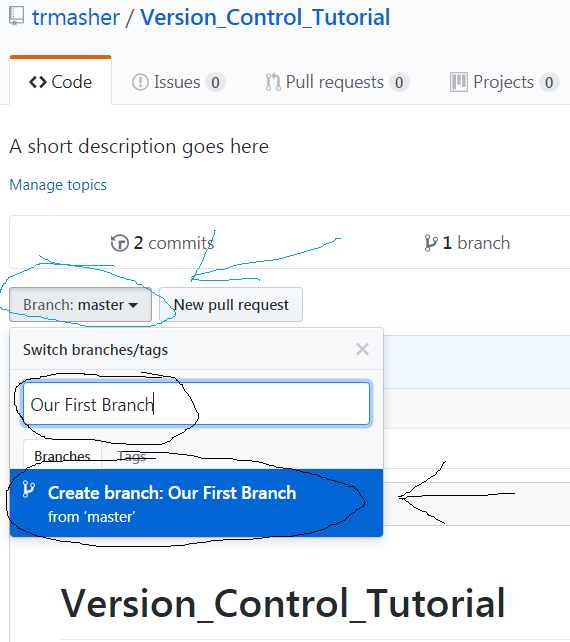 trmasher / Version_Control_Tutorial
Code Issues 0 Pull requests 0 Projects 0
A short description goes here
Manage topics
2 commits 1 branch
Branch: master New pull request
Switch branches/tags
Our First Branch
Branches Tags
Create branch: Our First Branch
from ‘master’
Version_Control_Tutorial